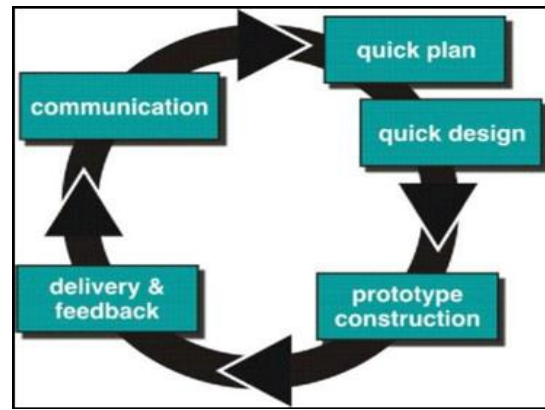 communication
quick plan
quick design
prototype
construction
delivery &
feedback